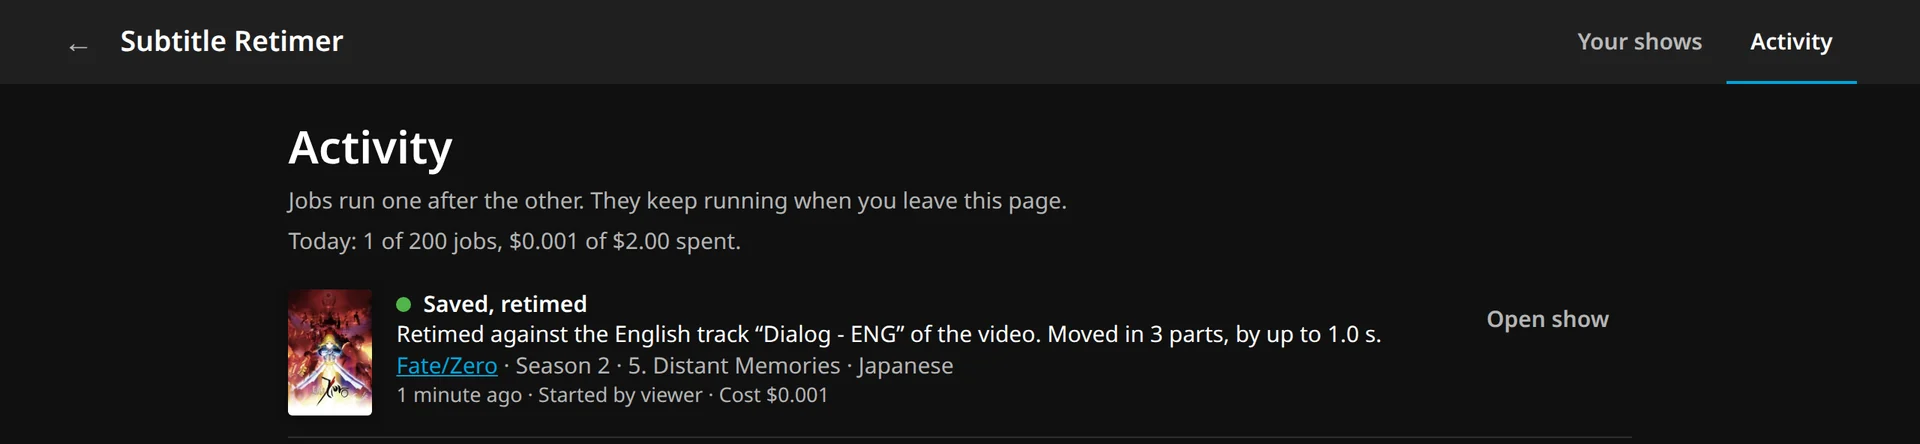 ← Subtitle Retimer
Your shows
Activity
Activity
Jobs run one after the other. They keep running when you leave this page.
Today: 1 of 200 jobs, $0.001 of $2.00 spent.
Saved, retimed
Retimed against the English track “Dialog - ENG” of the video. Moved in 3 parts, by up to 1.0 s.
Fate/Zero · Season 2 · 5. Distant Memories · Japanese
1 minute ago · Started by viewer · Cost $0.001
Open show